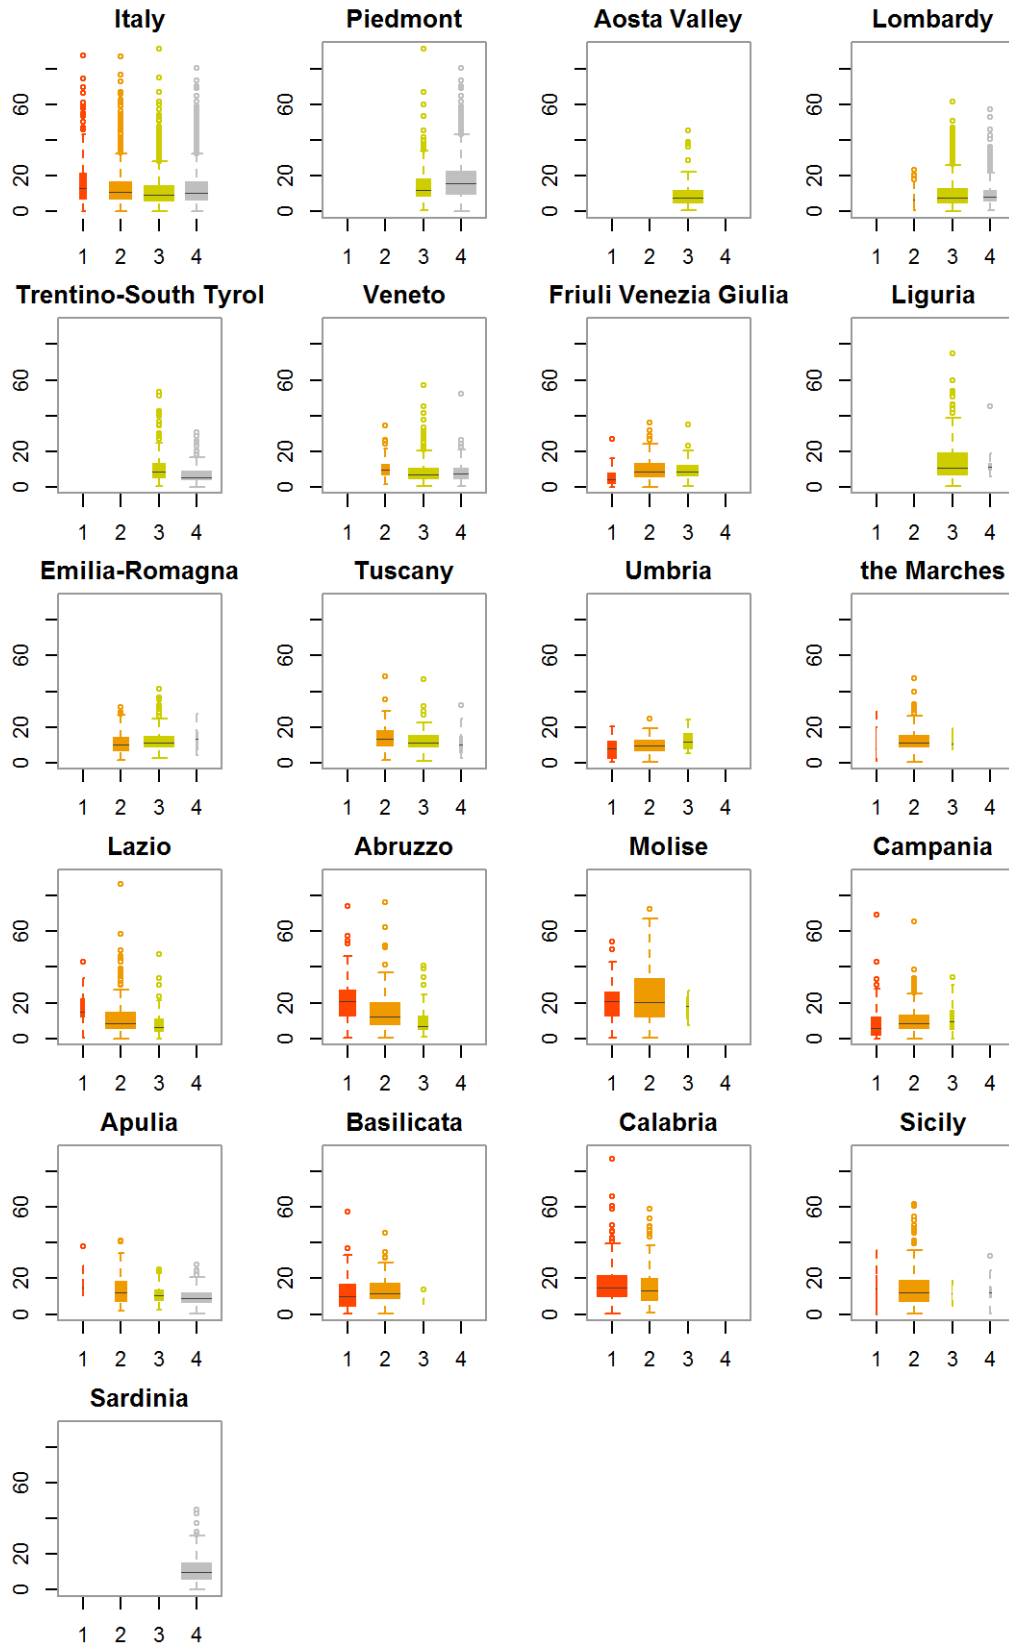 Italy Piedmont Aosta Valley Lombardy
0 20 60 0 20 60 0 20 60 0 20 60
1 2 3 4 1 2 3 4 1 2 3 4 1 2 3 4
Trentino-South Tyrol Veneto Friuli Venezia Giulia Liguria
0 20 60 0 20 60 0 20 60 0 20 60
1 2 3 4 1 2 3 4 1 2 3 4 1 2 3 4
Emilia-Romagna Tuscany Umbria the Marches
0 20 60 0 20 60 0 20 60 0 20 60
1 2 3 4 1 2 3 4 1 2 3 4 1 2 3 4
Lazio Abruzzo Molise Campania
0 20 60 0 20 60 0 20 60 0 20 60
1 2 3 4 1 2 3 4 1 2 3 4 1 2 3 4
Apulia Basilicata Calabria Sicily
0 20 60 0 20 60 0 20 60 0 20 60
1 2 3 4 1 2 3 4 1 2 3 4 1 2 3 4
Sardinia
0 20 60
1 2 3 4